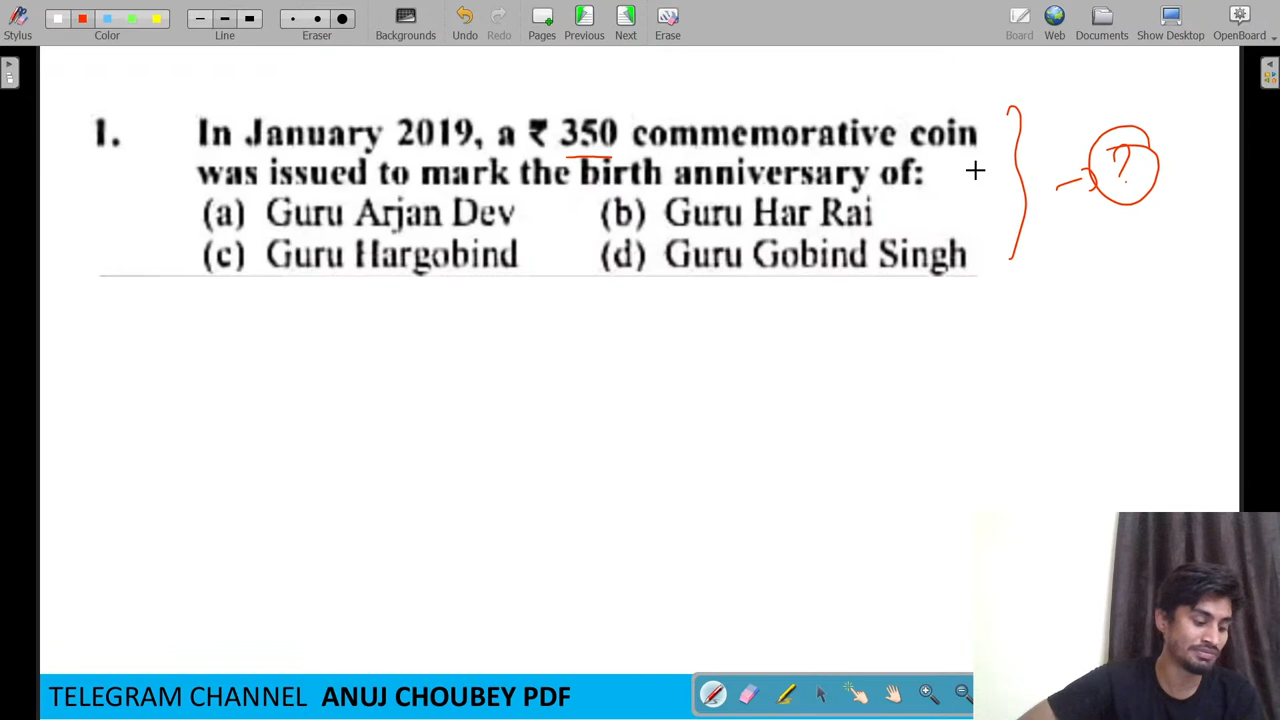 Stylus
Color
Line
Eraser
Backgrounds
Undo
Redo
Pages
Previous
Next
Erase
Board
Web
Documents
Show Desktop
OpenBoard
1. In January 2019, a ₹ 350 commemorative coin
was issued to mark the birth anniversary of:
(a) Guru Arjan Dev (b) Guru Har Rai
(c) Guru Hargobind (d) Guru Gobind Singh
?
TELEGRAM CHANNEL ANUJ CHOUBEY PDF